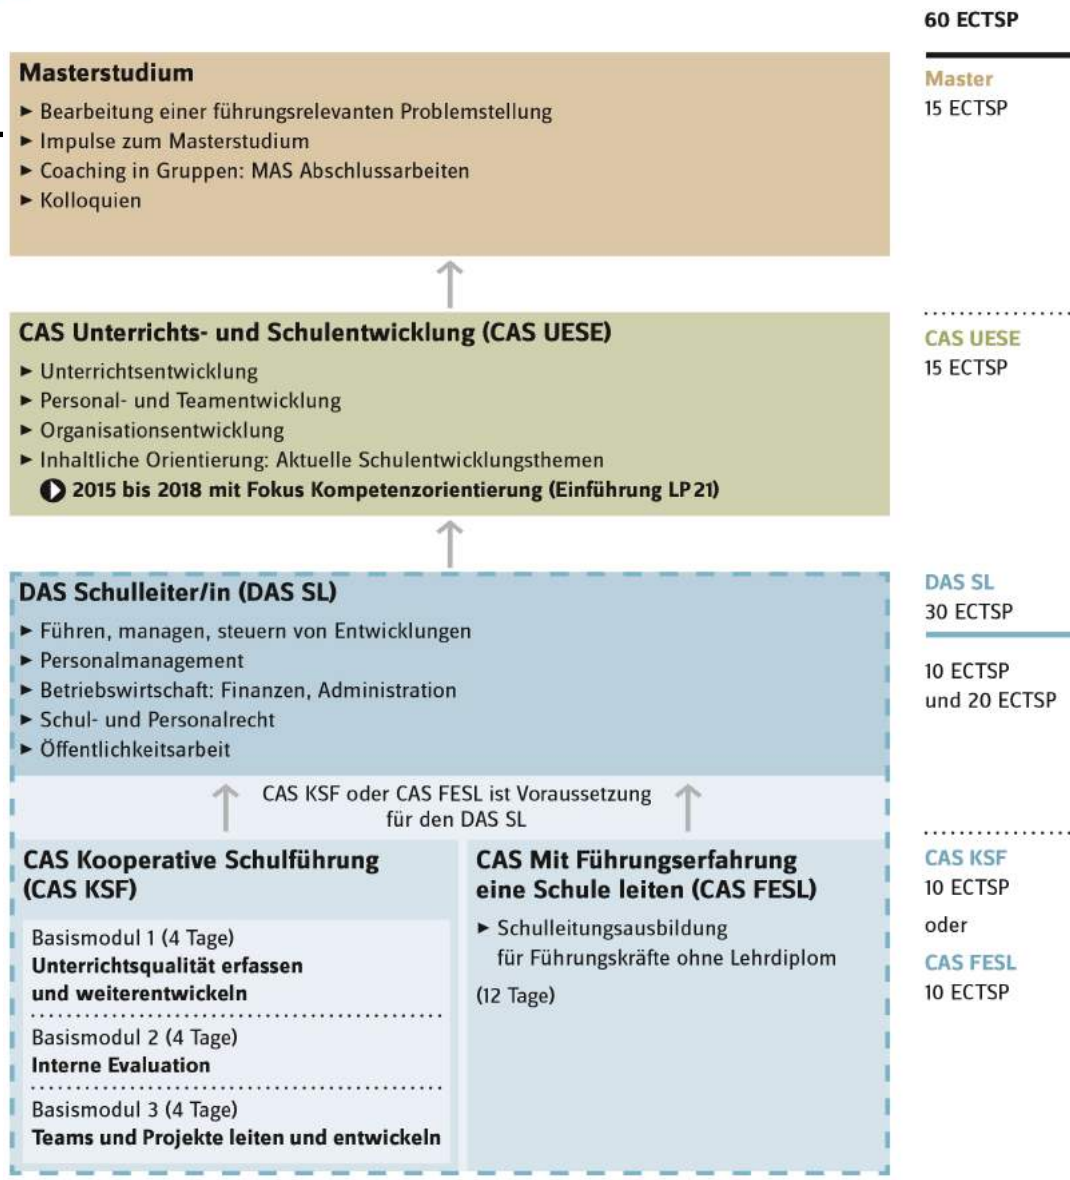 60 ECTSP
Masterstudium
► Bearbeitung einer führungsrelevanten Problemstellung
► Impulse zum Masterstudium
► Coaching in Gruppen: MAS Abschlussarbeiten
► Kolloquien
Master
15 ECTSP
CAS Unterrichts- und Schulentwicklung (CAS UESE)
► Unterrichtsentwicklung
► Personal- und Teamentwicklung
► Organisationsentwicklung
► Inhaltliche Orientierung: Aktuelle Schulentwicklungsthemen
2015 bis 2018 mit Fokus Kompetenzorientierung (Einführung LP 21)
CAS UESE
15 ECTSP
DAS Schulleiter/in (DAS SL)
► Führen, managen, steuern von Entwicklungen
► Personalmanagement
► Betriebswirtschaft: Finanzen, Administration
► Schul- und Personalrecht
► Öffentlichkeitsarbeit
DAS SL
30 ECTSP
10 ECTSP
und 20 ECTSP
CAS KSF oder CAS FESL ist Voraussetzung
für den DAS SL
CAS Kooperative Schulführung
(CAS KSF)
Basismodul 1 (4 Tage)
Unterrichtsqualität erfassen
und weiterentwickeln
Basismodul 2 (4 Tage)
Interne Evaluation
Basismodul 3 (4 Tage)
Teams und Projekte leiten und entwickeln
CAS Mit Führungserfahrung
eine Schule leiten (CAS FESL)
► Schulleitungsausbildung
für Führungskräfte ohne Lehrdiplom
(12 Tage)
CAS KSF
10 ECTSP
oder
CAS FESL
10 ECTSP